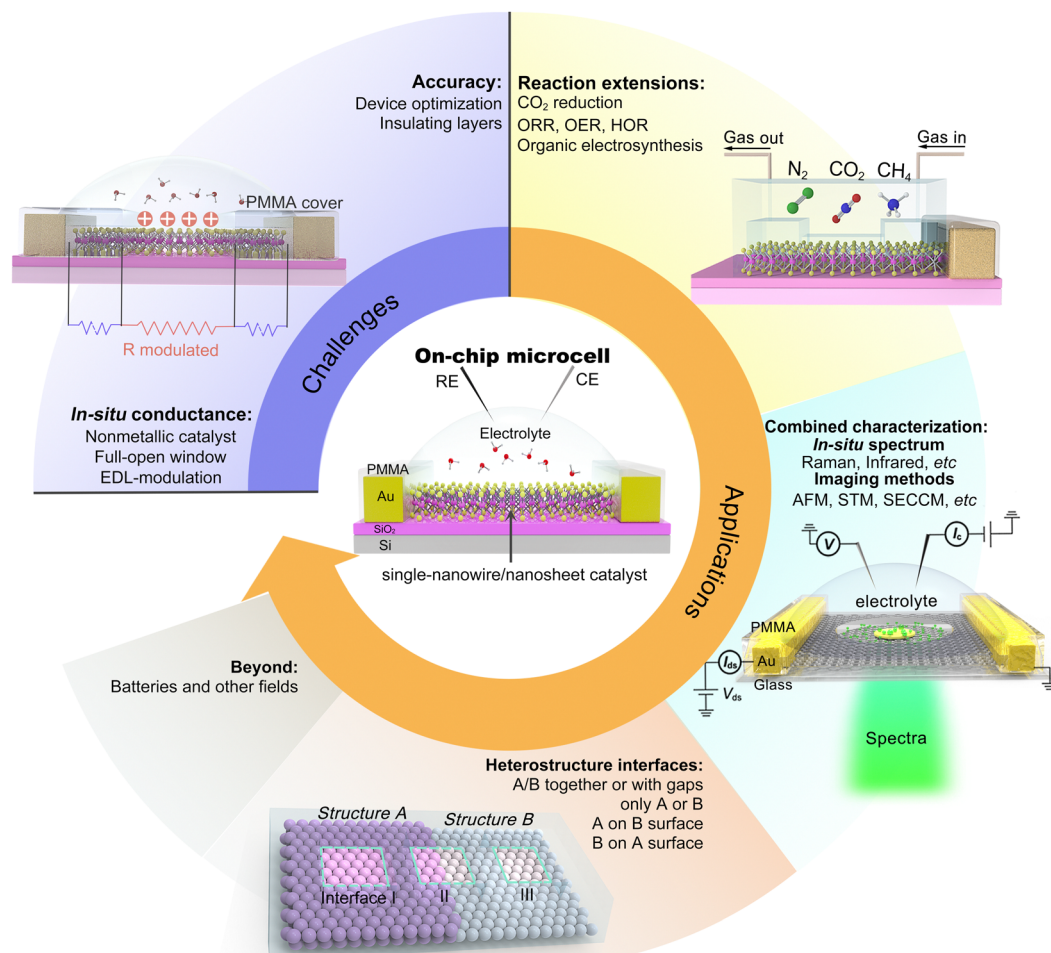 Accuracy:
Device optimization
Insulating layers
Reaction extensions:
CO₂ reduction
ORR, OER, HOR
Organic electrosynthesis
Gas out
Gas in
N₂
CO₂
CH₄
PMMA cover
R modulated
In-situ conductance:
Nonmetallic catalyst
Full-open window
EDL-modulation
Challenges
Applications
On-chip microcell
RE
CE
Electrolyte
PMMA
Au
SiO₂
Si
single-nanowire/nanosheet catalyst
Combined characterization:
In-situ spectrum
Raman, Infrared, etc
Imaging methods
AFM, STM, SECCM, etc
V
Ic
electrolyte
PMMA
Ids
Au
Glass
Vds
Spectra
Beyond:
Batteries and other fields
Heterostructure interfaces:
A/B together or with gaps
only A or B
A on B surface
B on A surface
Structure A
Structure B
Interface I
II
III